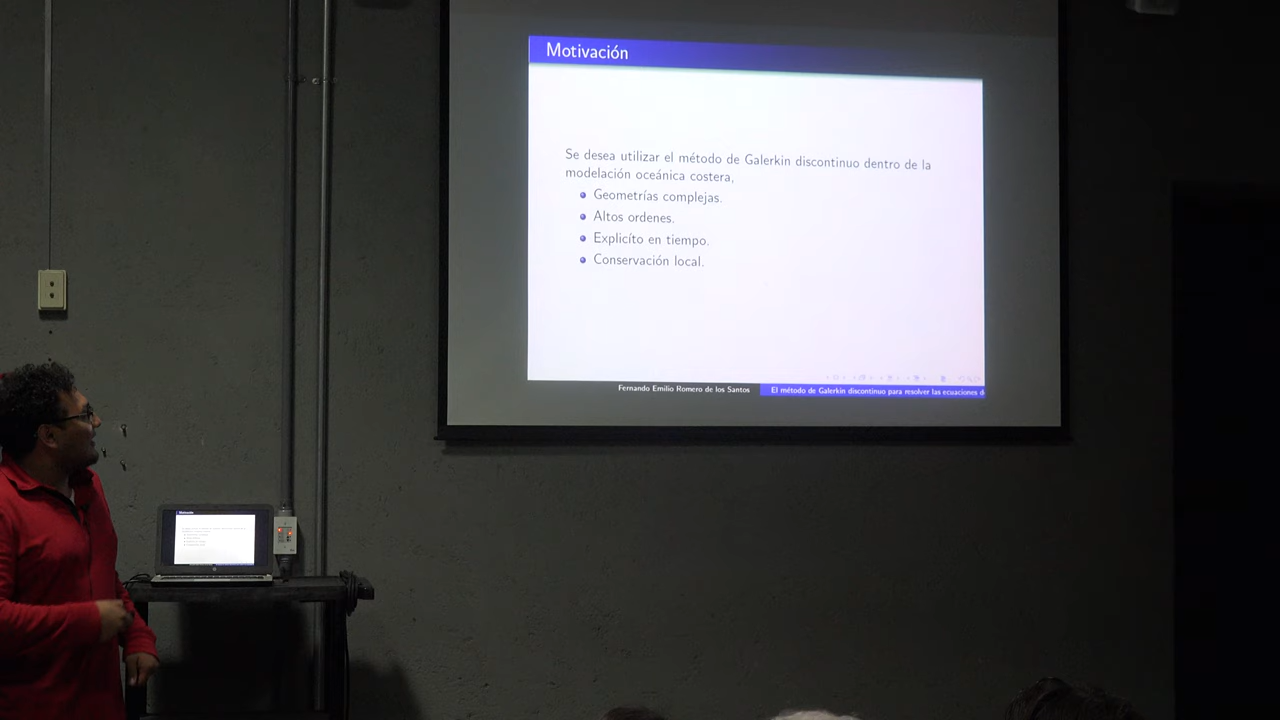 Motivación
Se desea utilizar el método de Galerkin discontinuo dentro de la
modelación oceánica costera,
Geometrías complejas.
Altos ordenes.
Explicíto en tiempo.
Conservación local.
Fernando Emilio Romero de los Santos
El método de Galerkin discontinuo para resolver las ecuaciones d
Motivación